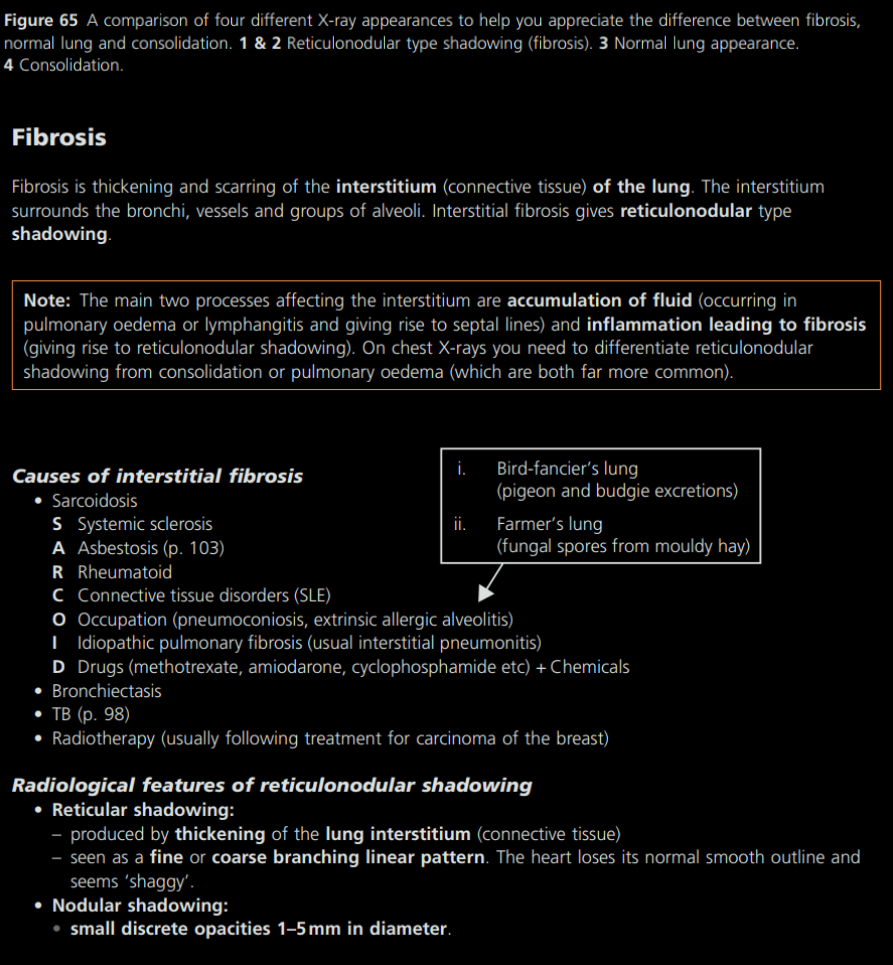 Figure 65 A comparison of four different X-ray appearances to help you appreciate the difference between fibrosis,
normal lung and consolidation. 1 & 2 Reticulonodular type shadowing (fibrosis). 3 Normal lung appearance.
4 Consolidation.
Fibrosis
Fibrosis is thickening and scarring of the interstitium (connective tissue) of the lung. The interstitium
surrounds the bronchi, vessels and groups of alveoli. Interstitial fibrosis gives reticulonodular type
shadowing.
Note: The main two processes affecting the interstitium are accumulation of fluid (occurring in
pulmonary oedema or lymphangitis and giving rise to septal lines) and inflammation leading to fibrosis
(giving rise to reticulonodular shadowing). On chest X-rays you need to differentiate reticulonodular
shadowing from consolidation or pulmonary oedema (which are both far more common).
Causes of interstitial fibrosis
• Sarcoidosis
S Systemic sclerosis
A Asbestosis (p. 103)
R Rheumatoid
C Connective tissue disorders (SLE)
O Occupation (pneumoconiosis, extrinsic allergic alveolitis)
I Idiopathic pulmonary fibrosis (usual interstitial pneumonitis)
D Drugs (methotrexate, amiodarone, cyclophosphamide etc) + Chemicals
• Bronchiectasis
• TB (p. 98)
• Radiotherapy (usually following treatment for carcinoma of the breast)
i. Bird-fancier's lung
(pigeon and budgie excretions)
ii. Farmer's lung
(fungal spores from mouldy hay)
Radiological features of reticulonodular shadowing
• Reticular shadowing:
– produced by thickening of the lung interstitium (connective tissue)
– seen as a fine or coarse branching linear pattern. The heart loses its normal smooth outline and
seems 'shaggy'.
• Nodular shadowing:
• small discrete opacities 1–5 mm in diameter.